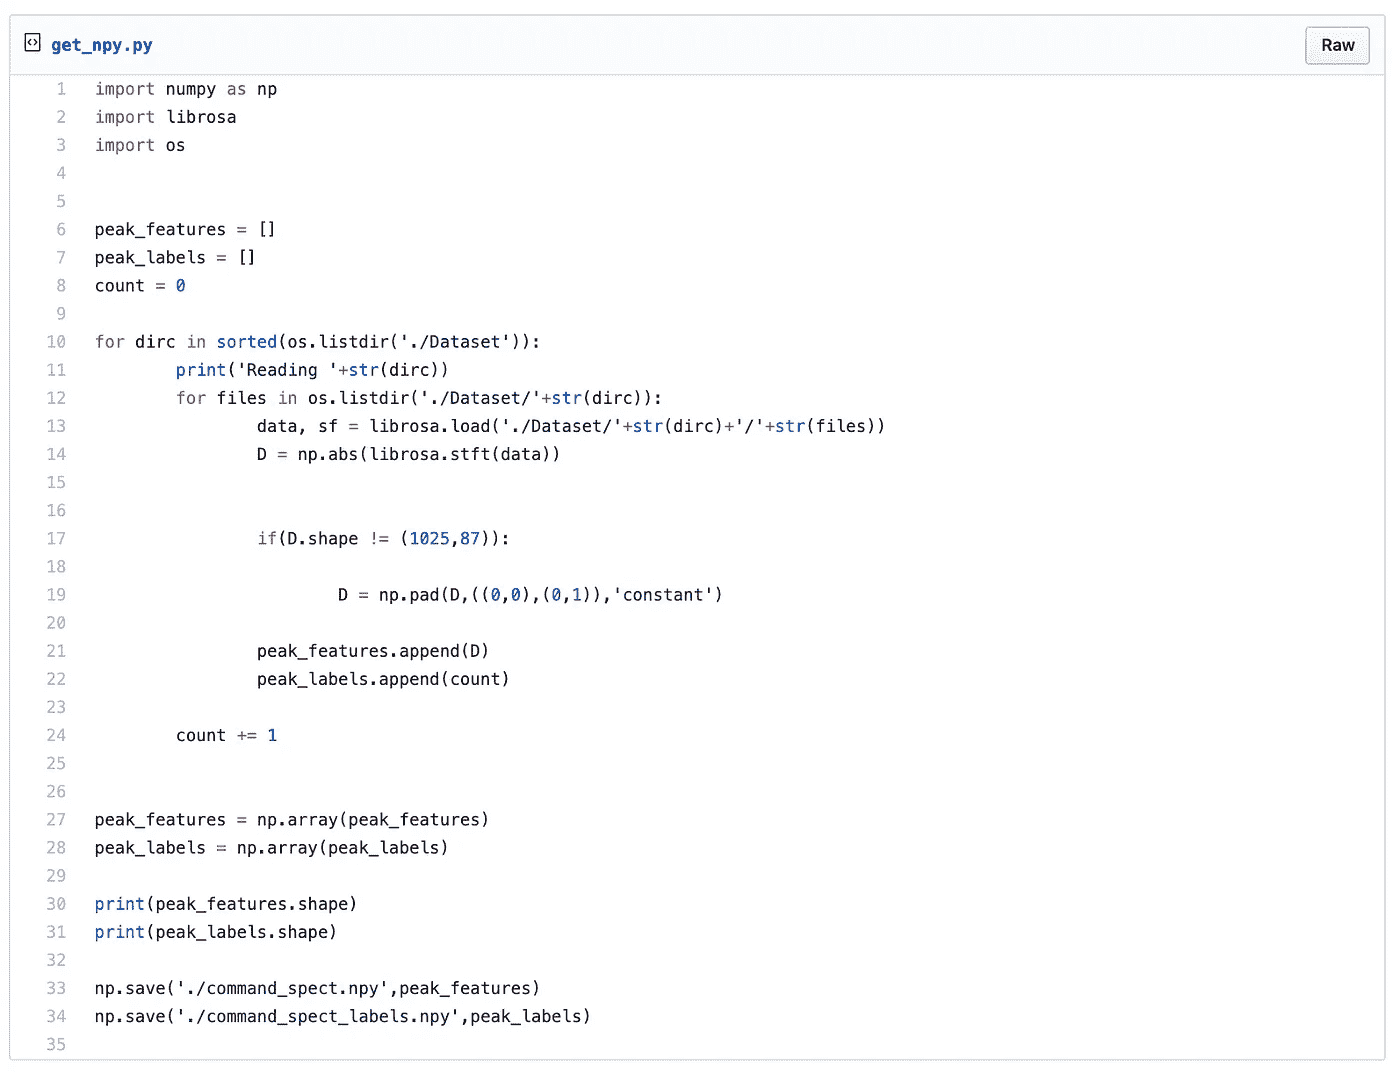 get_npy.py
Raw
1 import numpy as np
2 import librosa
3 import os
4
5
6 peak_features = []
7 peak_labels = []
8 count = 0
9
10 for dirc in sorted(os.listdir('./Dataset')):
11         print('Reading '+str(dirc))
12         for files in os.listdir('./Dataset/'+str(dirc)):
13                 data, sf = librosa.load('./Dataset/'+str(dirc)+'/'+str(files))
14                 D = np.abs(librosa.stft(data))
15
16
17                 if(D.shape != (1025,87)):
18
19                         D = np.pad(D,((0,0),(0,1)),'constant')
20
21                 peak_features.append(D)
22                 peak_labels.append(count)
23
24         count += 1
25
26
27 peak_features = np.array(peak_features)
28 peak_labels = np.array(peak_labels)
29
30 print(peak_features.shape)
31 print(peak_labels.shape)
32
33 np.save('./command_spect.npy',peak_features)
34 np.save('./command_spect_labels.npy',peak_labels)
35